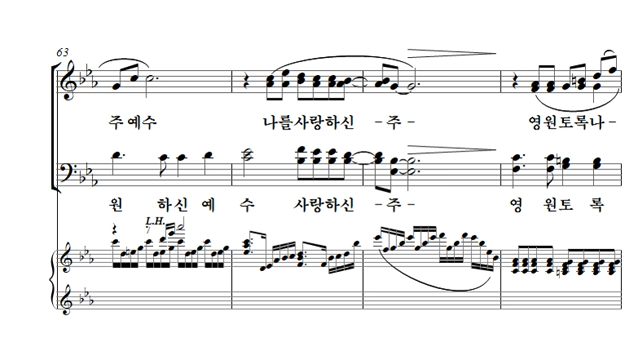 63
주 예수 나를사랑하신 - 주 - 영원토록나 -
원 하신 예 수 사랑하신 - 주 - 영 원토 록
L.H.